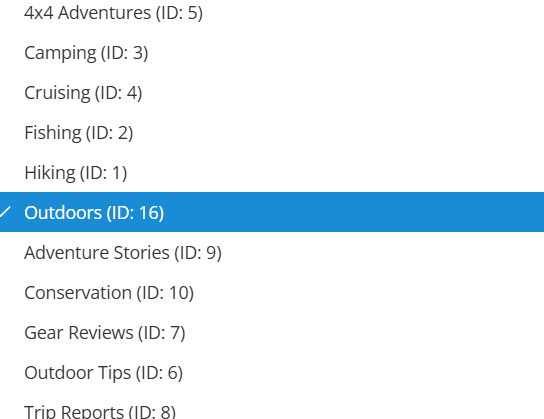 4x4 Adventures (ID: 5)
Camping (ID: 3)
Cruising (ID: 4)
Fishing (ID: 2)
Hiking (ID: 1)
Outdoors (ID: 16)
Adventure Stories (ID: 9)
Conservation (ID: 10)
Gear Reviews (ID: 7)
Outdoor Tips (ID: 6)
Trip Reports (ID: 8)